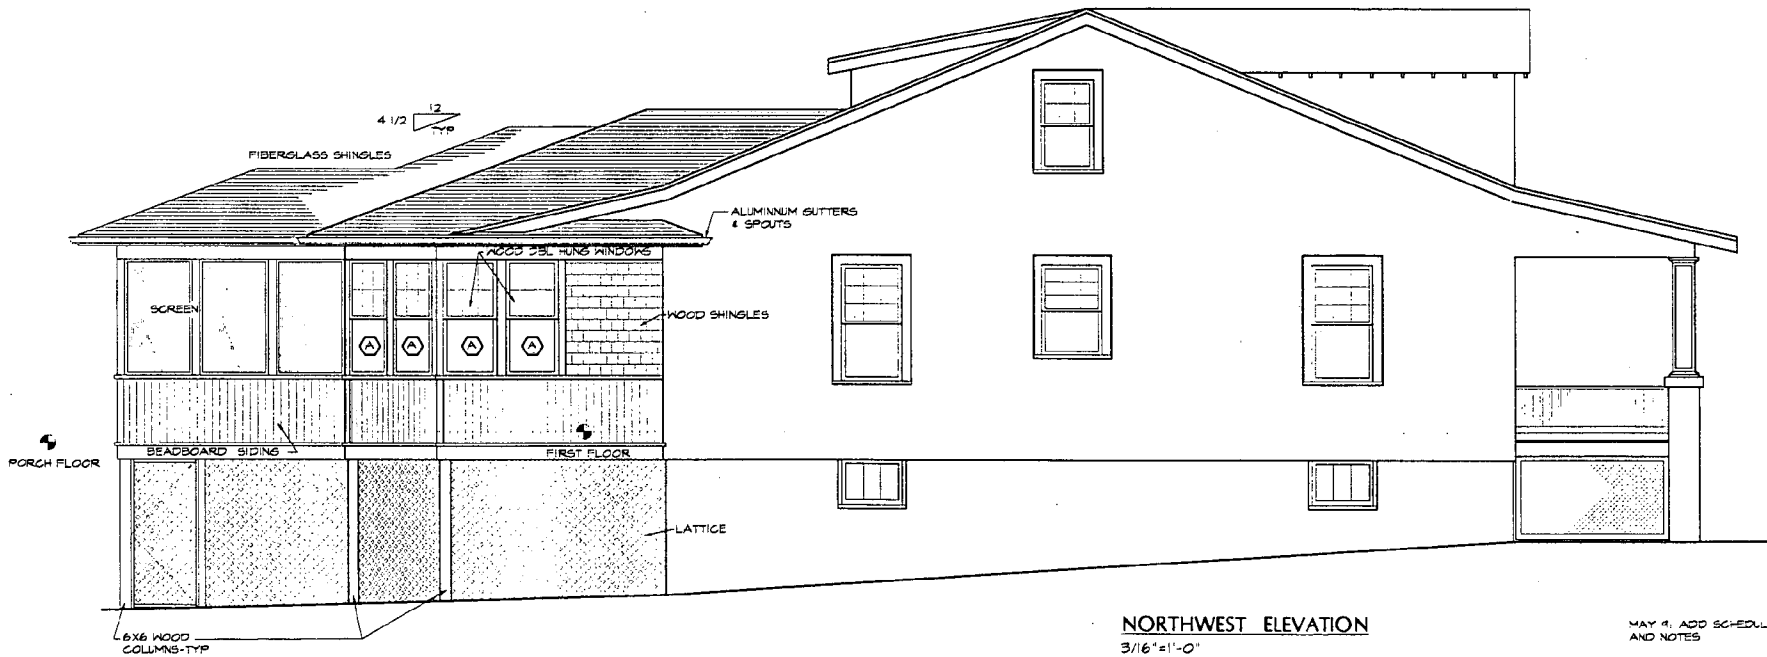 12
4 1/2
TYP
FIBERGLASS SHINGLES
ALUMINNUM GUTTERS
& SPOUTS
WOOD DBL HUNG WINDOWS
SCREEN
WOOD SHINGLES
A A A A
BEADBOARD SIDING
FIRST FLOOR
PORCH FLOOR
LATTICE
6X6 WOOD
COLUMNS-TYP
NORTHWEST ELEVATION
3/16"=1'-0"
MAY 9: ADD SCHEDUL
AND NOTES